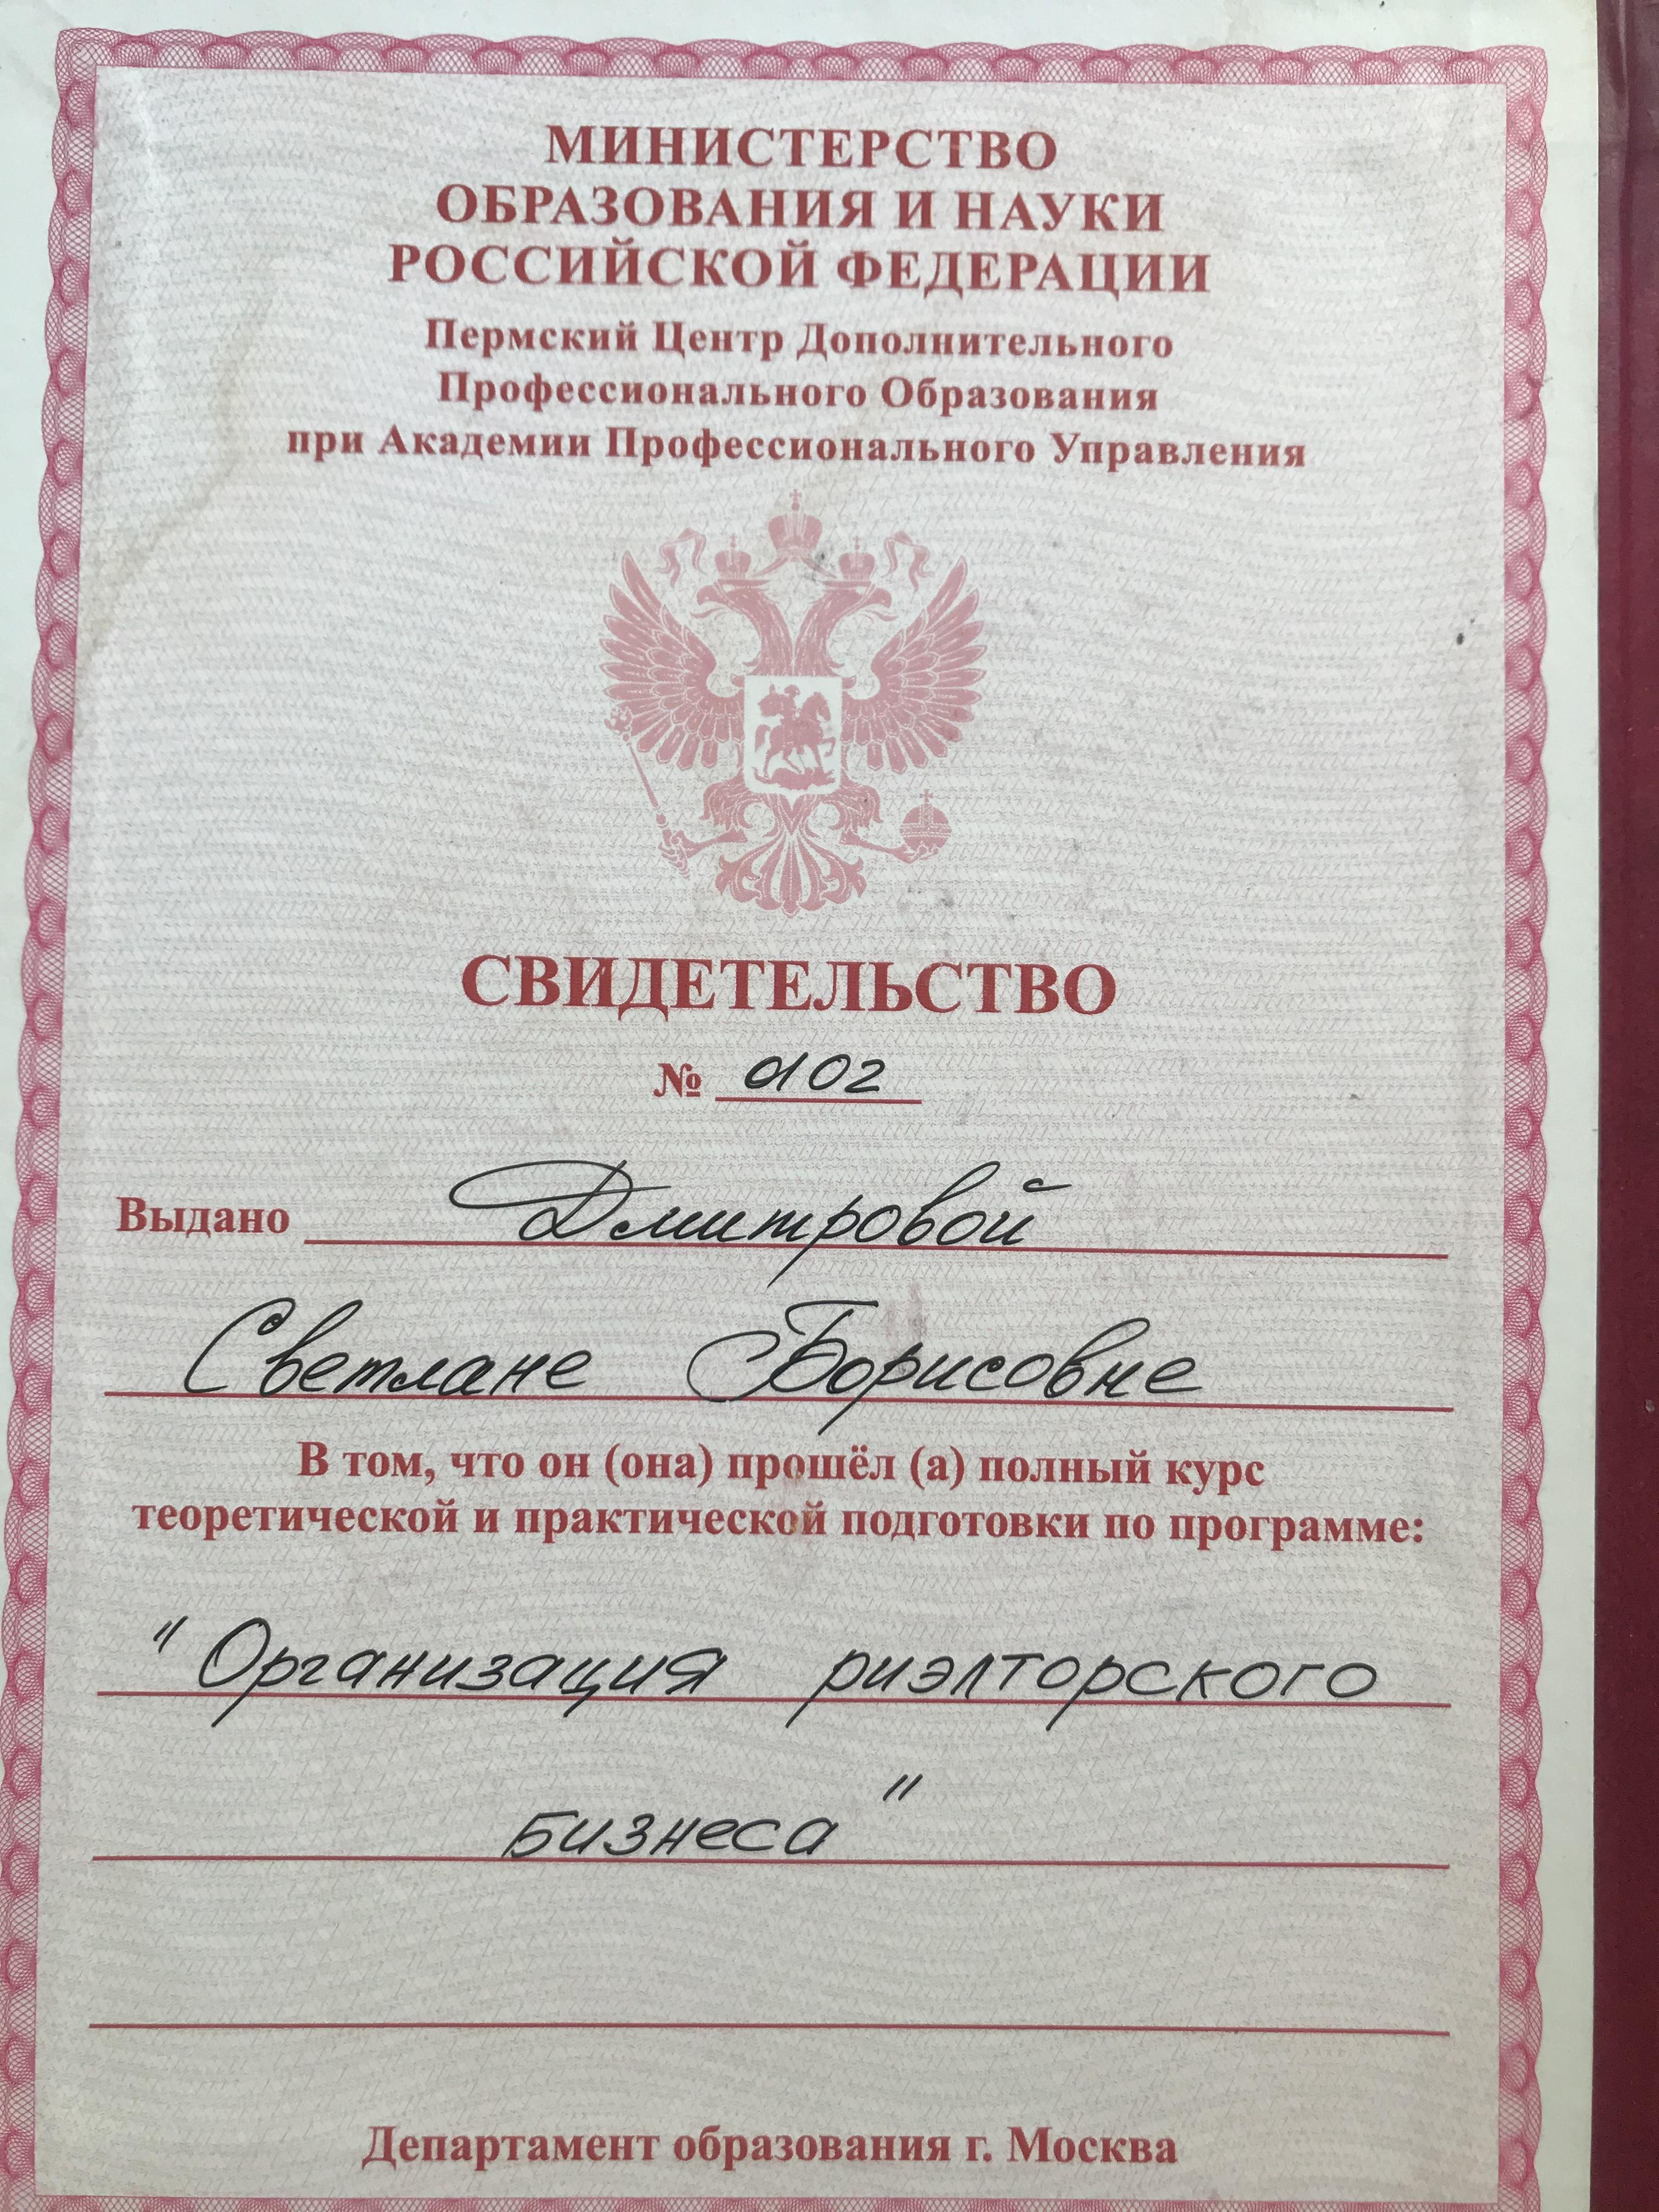 МИНИСТЕРСТВО
ОБРАЗОВАНИЯ И НАУКИ
РОССИЙСКОЙ ФЕДЕРАЦИИ
Пермский Центр Дополнительного
Профессионального Образования
при Академии Профессионального Управления
СВИДЕТЕЛЬСТВО
№ 0102
Выдано Дмитровой
Светлане Борисовне
В том, что он (она) прошёл (а) полный курс
теоретической и практической подготовки по программе:
"Организация риэлторского
бизнеса"
Департамент образования г. Москва